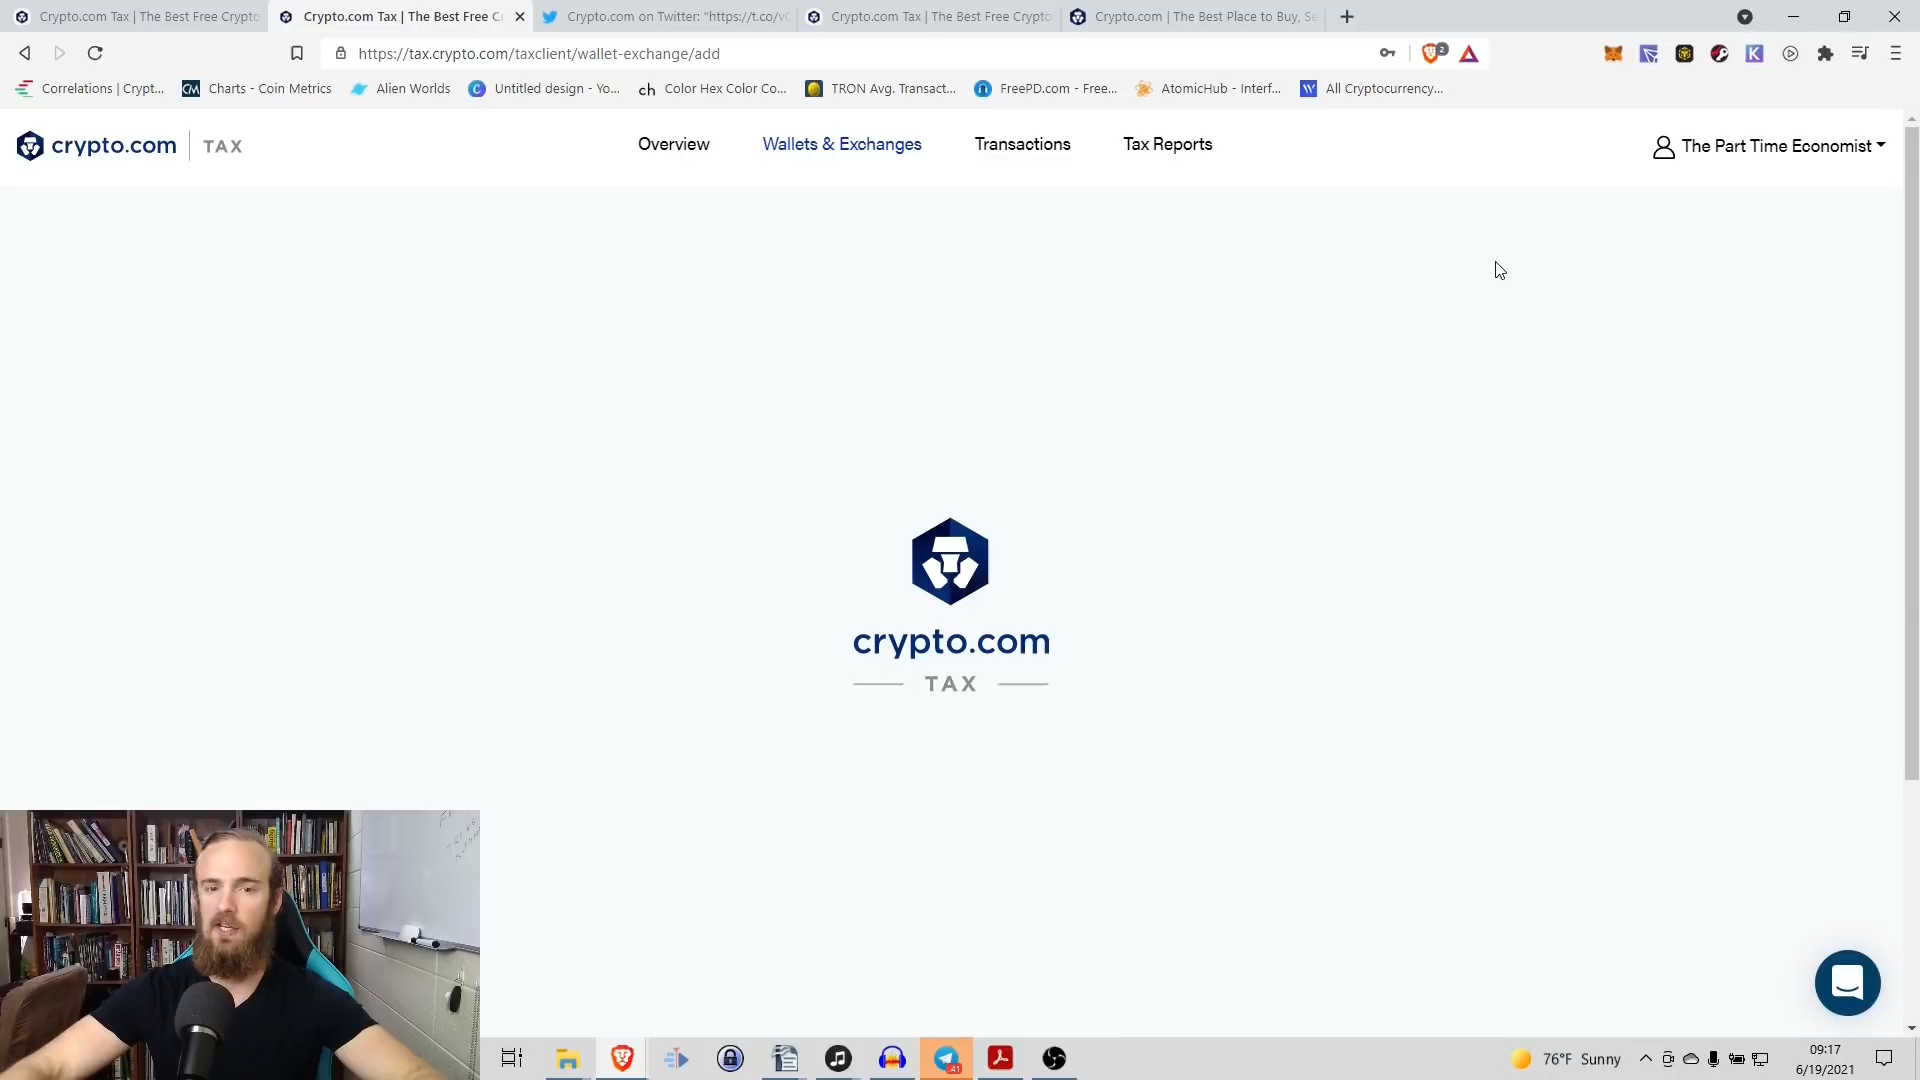 Crypto.com Tax | The Best Free Crypto
Crypto.com Tax | The Best Free C
Crypto.com on Twitter: "https://t.co/v
Crypto.com Tax | The Best Free Crypto
Crypto.com | The Best Place to Buy, Se
https://tax.crypto.com/taxclient/wallet-exchange/add
2
Correlations | Crypt...
CM
Charts - Coin Metrics
Alien Worlds
Untitled design - Yo...
ch
Color Hex Color Co...
TRON Avg. Transact...
FreePD.com - Free...
AtomicHub - Interf...
All Cryptocurrency...
crypto.com | TAX
Overview
Wallets & Exchanges
Transactions
Tax Reports
The Part Time Economist
crypto.com
TAX
41
76°F Sunny
09:17
6/19/2021